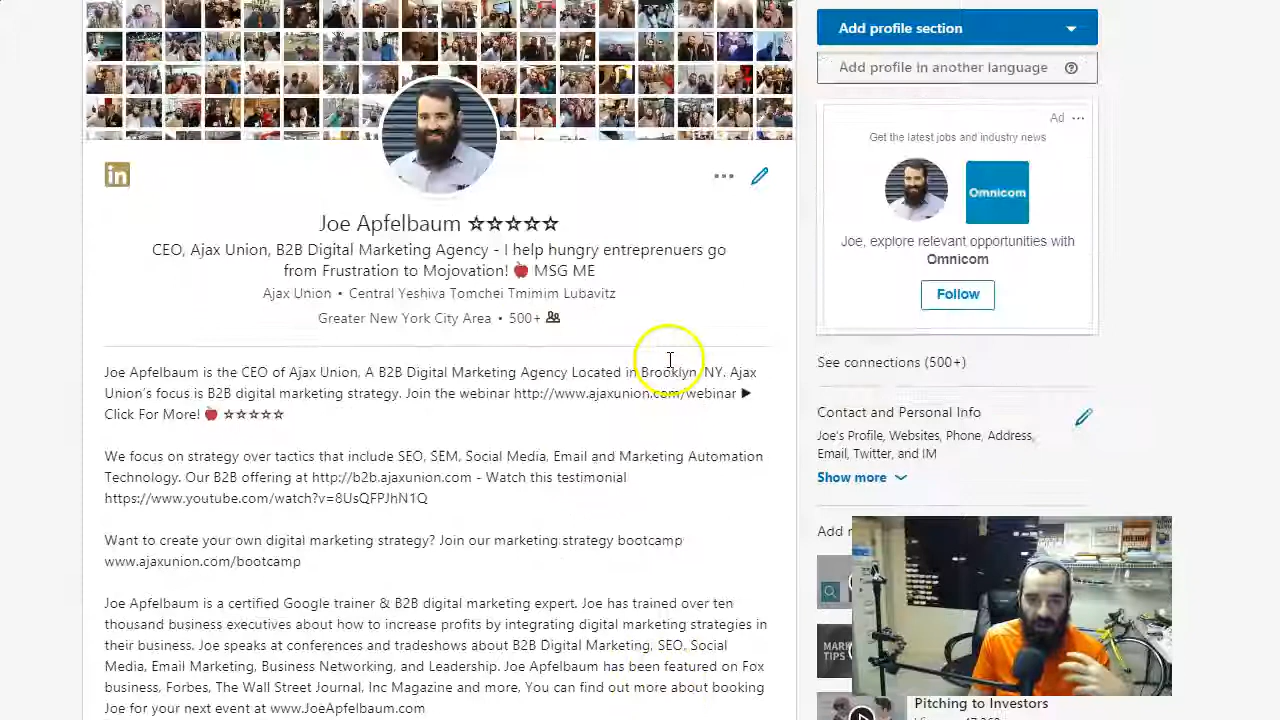 Add profile section
Add profile in another language
Ad
Get the latest jobs and industry news
Omnicom
Joe, explore relevant opportunities with
Omnicom
Follow
in
Joe Apfelbaum ☆☆☆☆☆
CEO, Ajax Union, B2B Digital Marketing Agency - I help hungry entreprenuers go
from Frustration to Mojovation! 🍎 MSG ME
Ajax Union • Central Yeshiva Tomchei Tmimim Lubavitz
Greater New York City Area • 500+
Joe Apfelbaum is the CEO of Ajax Union, A B2B Digital Marketing Agency Located in Brooklyn NY. Ajax
Union's focus is B2B digital marketing strategy. Join the webinar http://www.ajaxunion.com/webinar ►
Click For More! 🍎 ☆☆☆☆☆
We focus on strategy over tactics that include SEO, SEM, Social Media, Email and Marketing Automation
Technology. Our B2B offering at http://b2b.ajaxunion.com - Watch this testimonial
https://www.youtube.com/watch?v=8UsQFPJhN1Q
Want to create your own digital marketing strategy? Join our marketing strategy bootcamp
www.ajaxunion.com/bootcamp
Joe Apfelbaum is a certified Google trainer & B2B digital marketing expert. Joe has trained over ten
thousand business executives about how to increase profits by integrating digital marketing strategies in
their business. Joe speaks at conferences and tradeshows about B2B Digital Marketing, SEO, Social
Media, Email Marketing, Business Networking, and Leadership. Joe Apfelbaum has been featured on Fox
business, Forbes, The Wall Street Journal, Inc Magazine and more, You can find out more about booking
Joe for your next event at www.JoeApfelbaum.com
See connections (500+)
Contact and Personal Info
Joe's Profile, Websites, Phone, Address,
Email, Twitter, and IM
Show more
Add
MARK
TIPS
Pitching to Investors